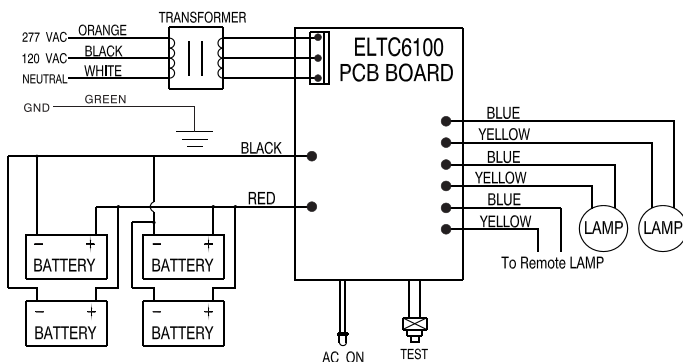 TRANSFORMER
277 VAC ORANGE
120 VAC BLACK
NEUTRAL WHITE
GND GREEN
ELTC6100
PCB BOARD
BLACK
RED
BLUE
YELLOW
BLUE
YELLOW
BLUE
YELLOW
LAMP LAMP
To Remote LAMP
- + - +
BATTERY BATTERY
- + - +
BATTERY BATTERY
AC ON TEST